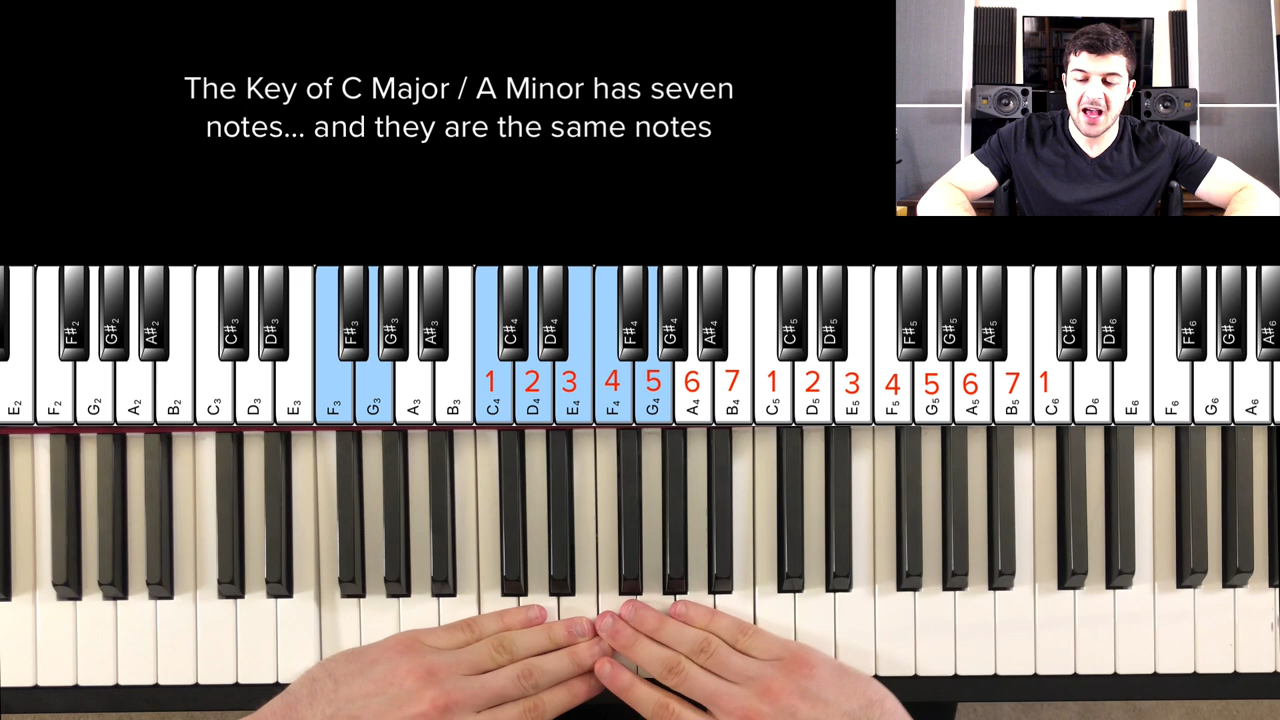 The Key of C Major / A Minor has seven
notes... and they are the same notes
F#2 G#2 A#2 C#3 D#3 F#3 G#3 A#3 C#4 D#4 F#4 G#4 A#4 C#5 D#5 F#5 G#5 A#5 C#6 D#6 F#6 G#6 A#6
1 2 3 4 5 6 7 1 2 3 4 5 6 7 1
E2 F2 G2 A2 B2 C3 D3 E3 F3 G3 A3 B3 C4 D4 E4 F4 G4 A4 B4 C5 D5 E5 F5 G5 A5 B5 C6 D6 E6 F6 G6 A6